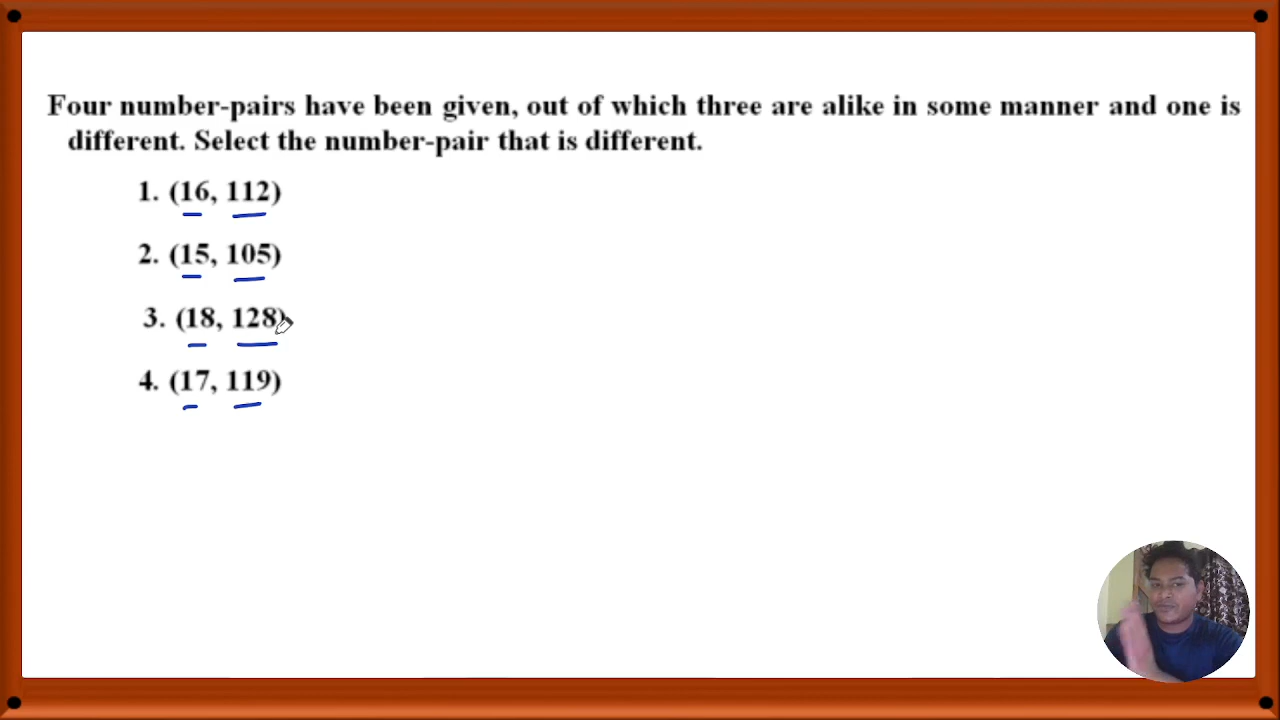 Four number-pairs have been given, out of which three are alike in some manner and one is
different. Select the number-pair that is different.
1. (16, 112)
2. (15, 105)
3. (18, 128)
4. (17, 119)